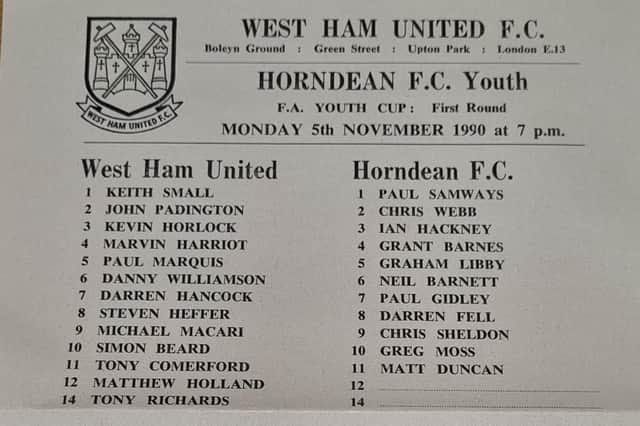 WEST HAM UNITED F.C.
WEST HAM UNITED F.C.
Boleyn Ground : Green Street : Upton Park : London E.13
HORNDEAN F.C. Youth
F.A. YOUTH CUP : First Round
MONDAY 5th NOVEMBER 1990 at 7 p.m.
West Ham United
1 KEITH SMALL
2 JOHN PADINGTON
3 KEVIN HORLOCK
4 MARVIN HARRIOT
5 PAUL MARQUIS
6 DANNY WILLIAMSON
7 DARREN HANCOCK
8 STEVEN HEFFER
9 MICHAEL MACARI
10 SIMON BEARD
11 TONY COMERFORD
12 MATTHEW HOLLAND
14 TONY RICHARDS
Horndean F.C.
1 PAUL SAMWAYS
2 CHRIS WEBB
3 IAN HACKNEY
4 GRANT BARNES
5 GRAHAM LIBBY
6 NEIL BARNETT
7 PAUL GIDLEY
8 DARREN FELL
9 CHRIS SHELDON
10 GREG MOSS
11 MATT DUNCAN
12
14